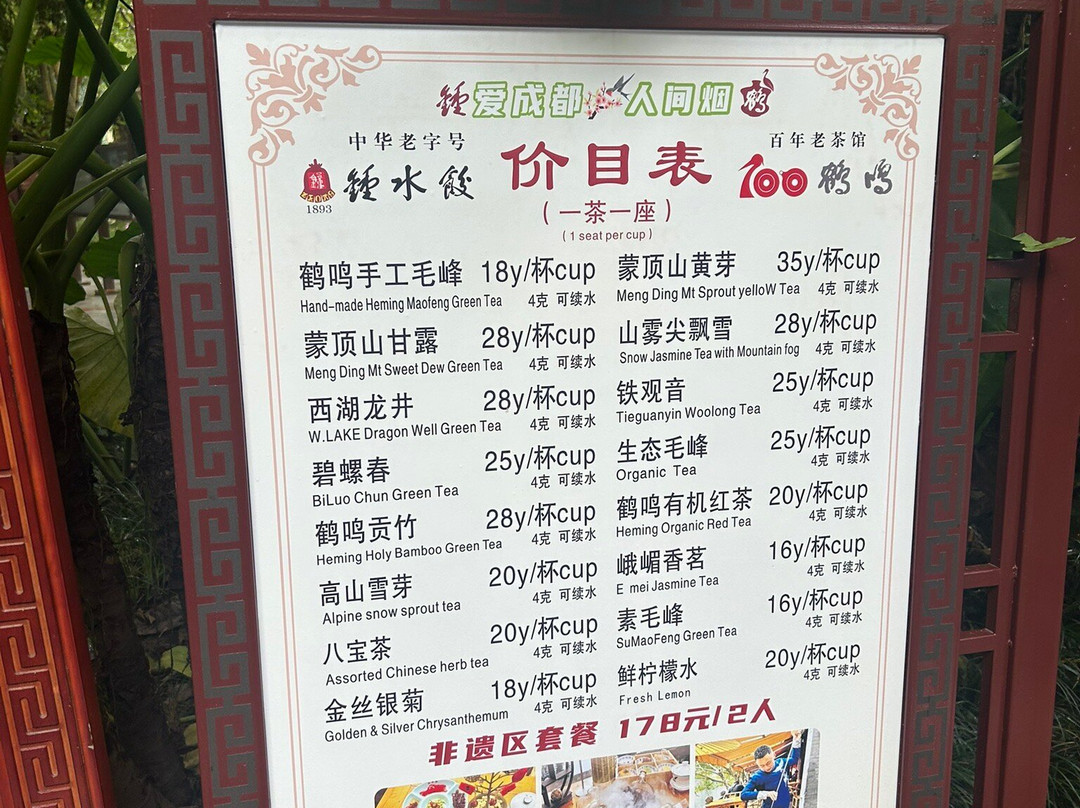 鍾爱成都 人间烟鹤
中华老字号
鍾水餃
1893
价目表
百年老茶馆
100鹤鸣
(一茶一座)
(1 seat per cup)
鹤鸣手工毛峰 18y/杯cup
Hand-made Heming Maofeng Green Tea 4克 可续水
蒙顶山甘露 28y/杯cup
Meng Ding Mt Sweet Dew Green Tea 4克 可续水
西湖龙井 28y/杯cup
W.LAKE Dragon Well Green Tea 4克 可续水
碧螺春 25y/杯cup
BiLuo Chun Green Tea 4克 可续水
鹤鸣贡竹 28y/杯cup
Heming Holy Bamboo Green Tea 4克 可续水
高山雪芽 20y/杯cup
Alpine snow sprout tea 4克 可续水
八宝茶 20y/杯cup
Assorted Chinese herb tea 4克 可续水
金丝银菊 18y/杯cup
Golden & Silver Chrysanthemum 4克 可续水
蒙顶山黄芽 35y/杯cup
Meng Ding Mt Sprout yelloW Tea 4克 可续水
山雾尖飘雪 28y/杯cup
Snow Jasmine Tea with Mountain fog 4克 可续水
铁观音 25y/杯cup
Tieguanyin Woolong Tea 4克 可续水
生态毛峰 25y/杯cup
Organic Tea 4克 可续水
鹤鸣有机红茶 20y/杯cup
Heming Organic Red Tea 4克 可续水
峨嵋香茗 16y/杯cup
E mei Jasmine Tea 4克 可续水
素毛峰 16y/杯cup
SuMaoFeng Green Tea 4克 可续水
鲜柠檬水 20y/杯cup
Fresh Lemon 4克 可续水
非遗区套餐 178元/2人